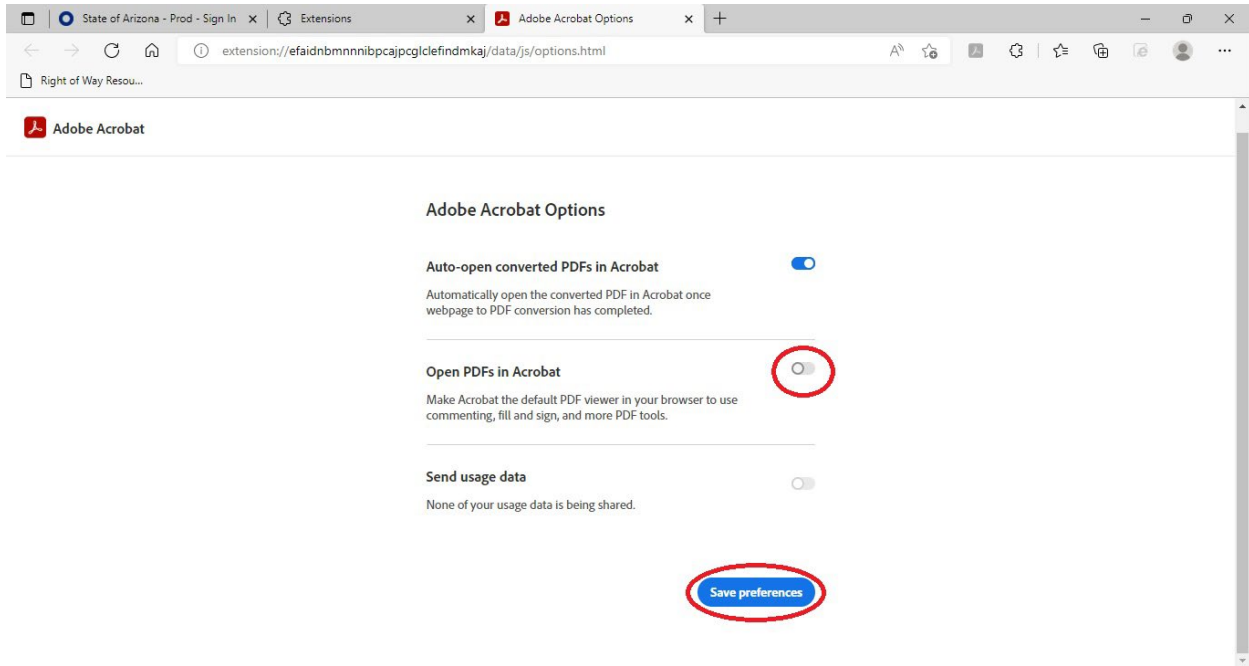 State of Arizona - Prod - Sign In
Extensions
Adobe Acrobat Options
extension://efaidnbmnnnibpcajpcglclefindmkaj/data/js/options.html
Right of Way Resou...
Adobe Acrobat
Adobe Acrobat Options
Auto-open converted PDFs in Acrobat
Automatically open the converted PDF in Acrobat once
webpage to PDF conversion has completed.
Open PDFs in Acrobat
Make Acrobat the default PDF viewer in your browser to use
commenting, fill and sign, and more PDF tools.
Send usage data
None of your usage data is being shared.
Save preferences